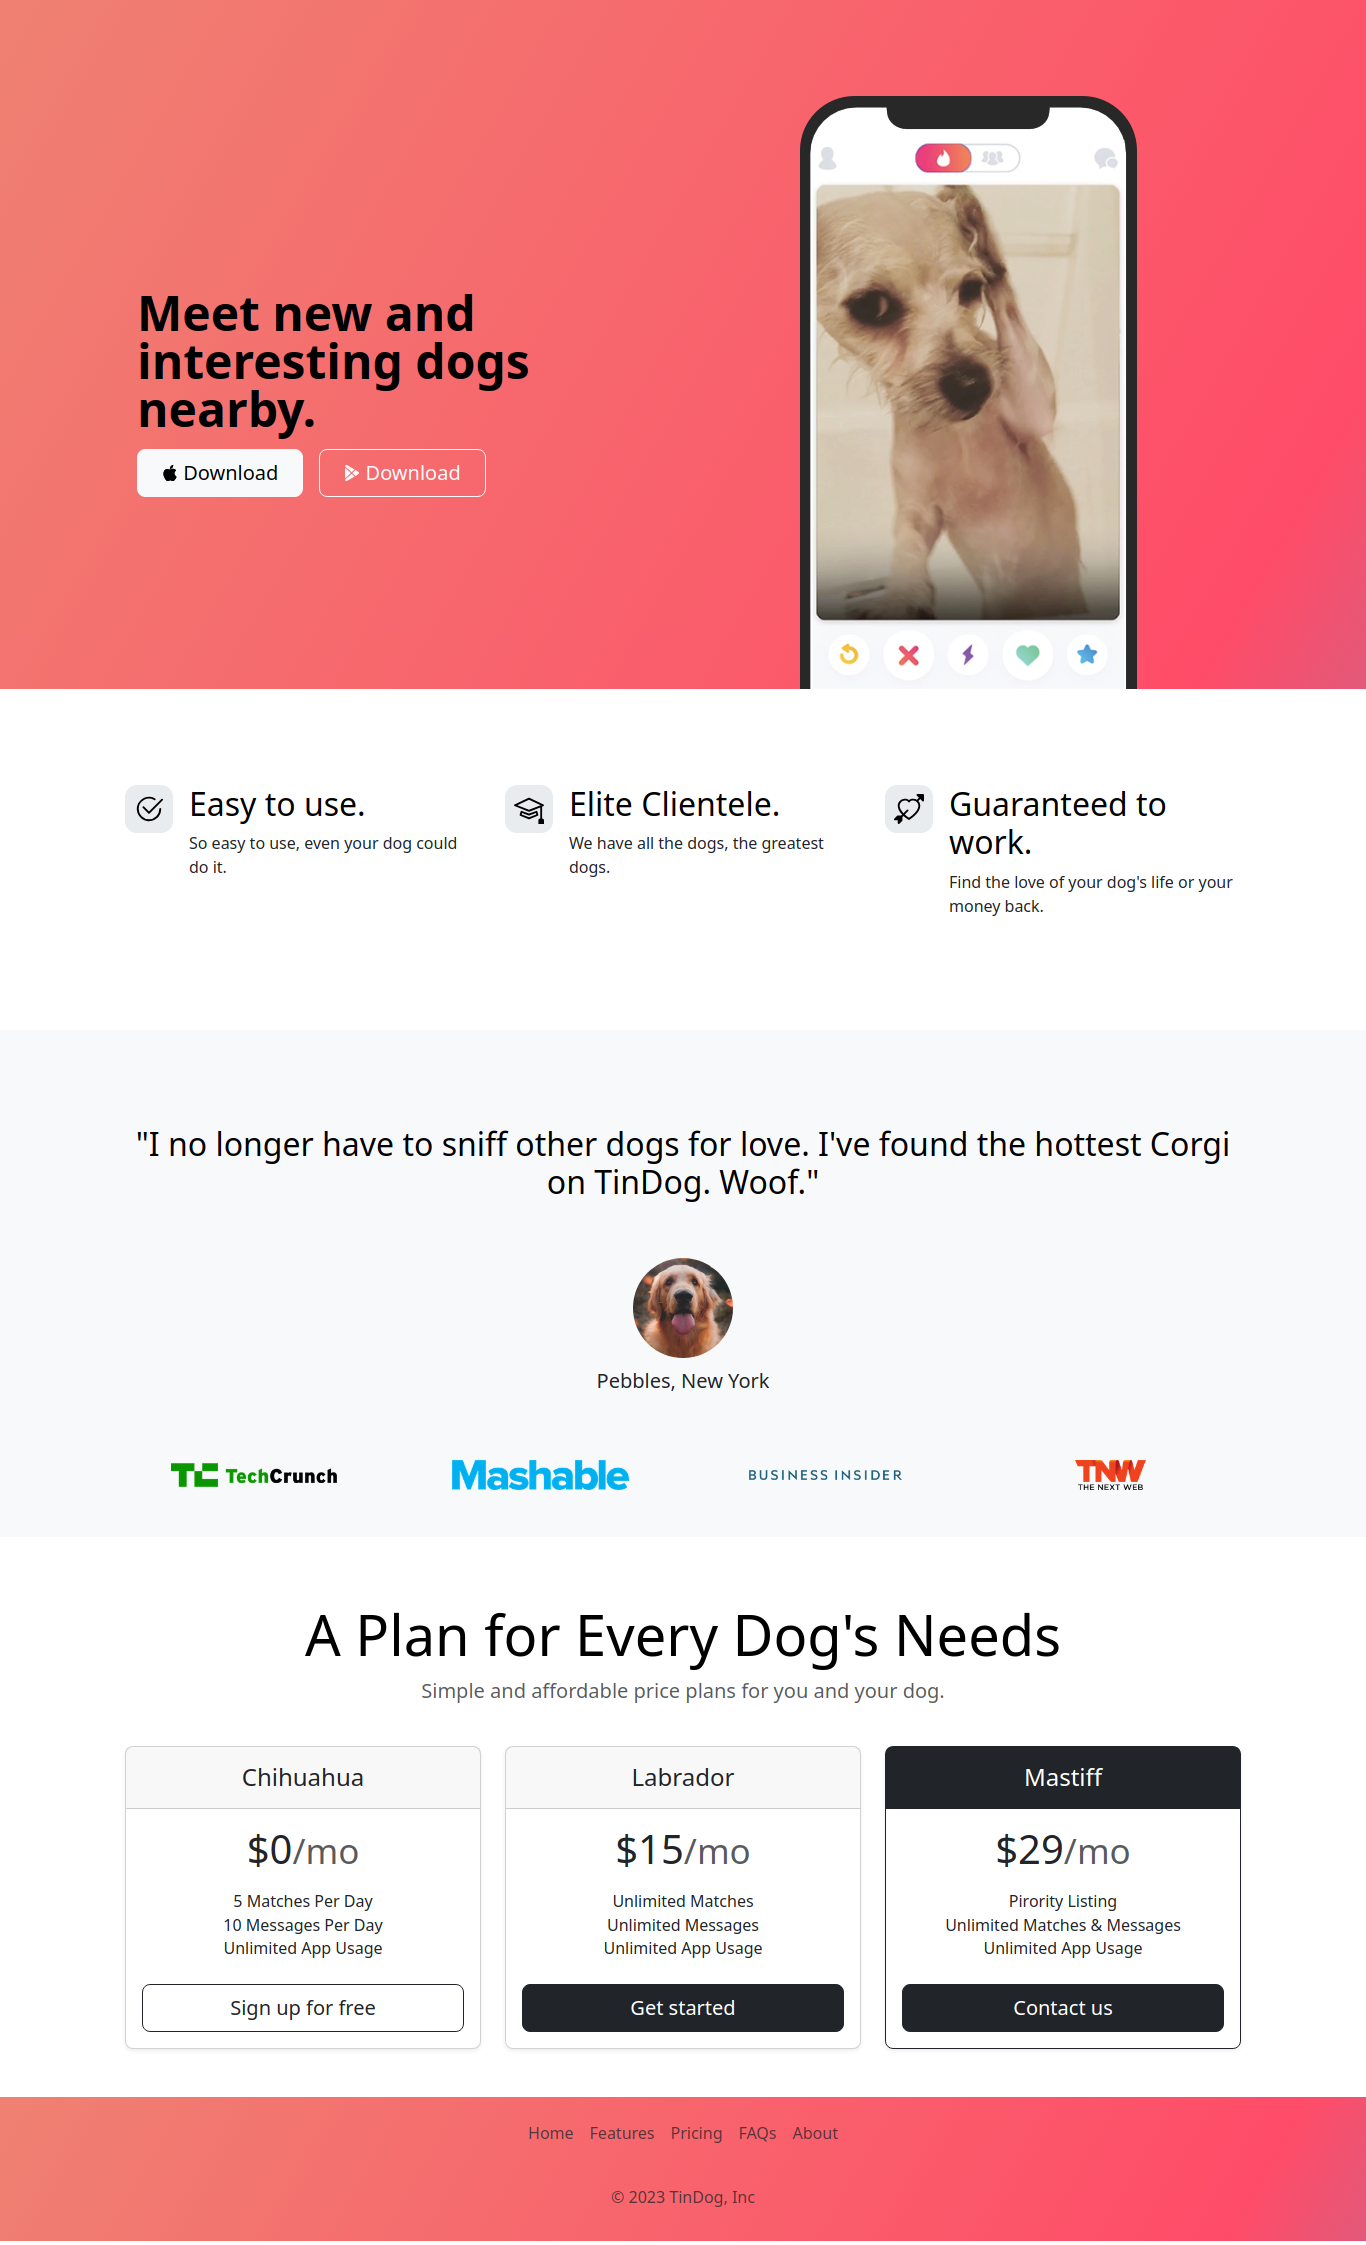 Meet new and
interesting dogs
nearby.
Download
Download
Easy to use.
So easy to use, even your dog could
do it.
Elite Clientele.
We have all the dogs, the greatest
dogs.
Guaranteed to
work.
Find the love of your dog's life or your
money back.
"I no longer have to sniff other dogs for love. I've found the hottest Corgi
on TinDog. Woof."
Pebbles, New York
TC TechCrunch
Mashable
BUSINESS INSIDER
TNW
THE NEXT WEB
A Plan for Every Dog's Needs
Simple and affordable price plans for you and your dog.
Chihuahua
$0/mo
5 Matches Per Day
10 Messages Per Day
Unlimited App Usage
Sign up for free
Labrador
$15/mo
Unlimited Matches
Unlimited Messages
Unlimited App Usage
Get started
Mastiff
$29/mo
Pirority Listing
Unlimited Matches & Messages
Unlimited App Usage
Contact us
Home Features Pricing FAQs About
© 2023 TinDog, Inc